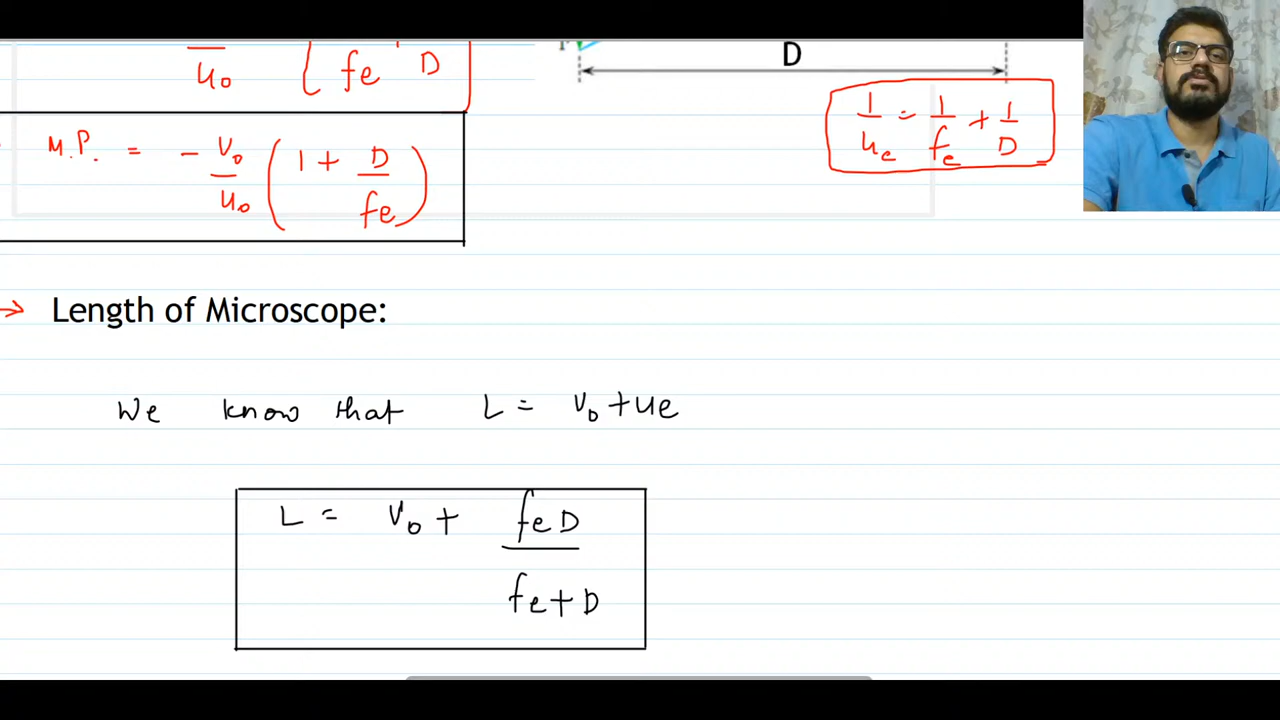 u₀ fe D
D
1/ue = 1/fe + 1/D
M.P. = - v₀/u₀ (1 + D/fe)
→ Length of Microscope:
We know that L = v₀ + ue
L = v₀ + feD/fe+D